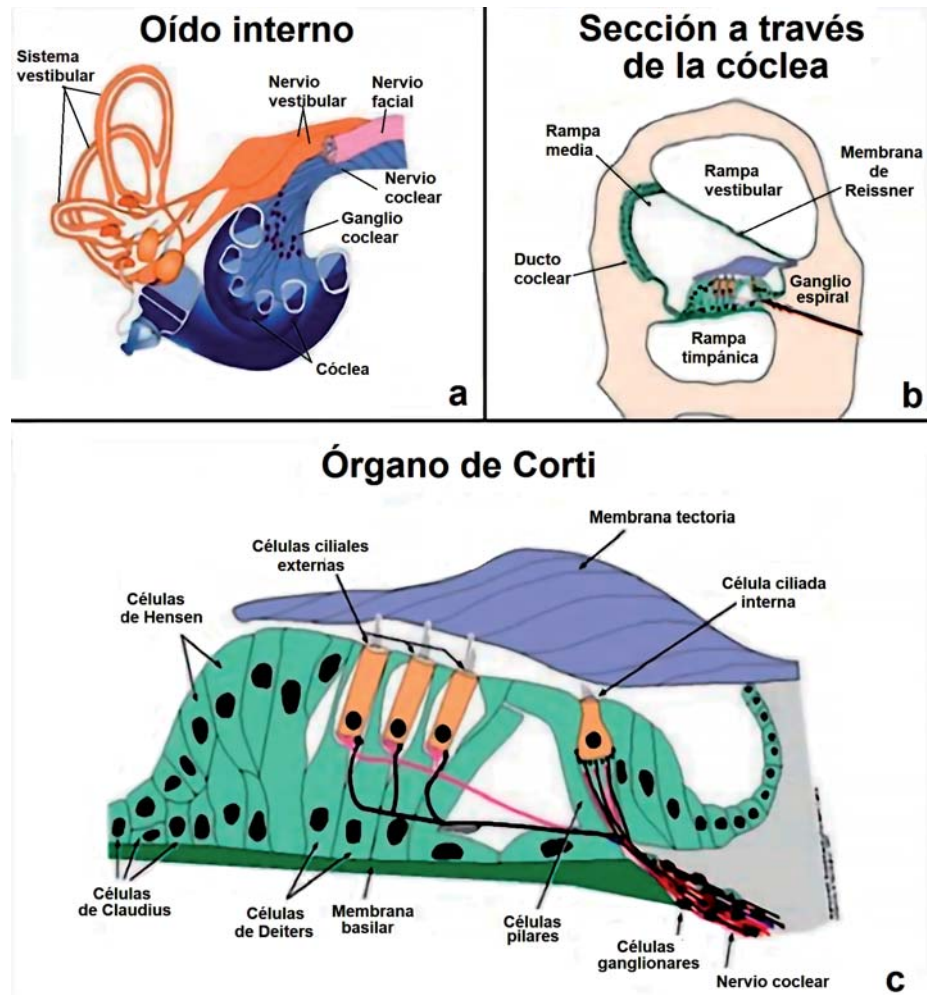 Oído interno
Sistema
vestibular
Nervio
vestibular
Nervio
facial
Nervio
coclear
Ganglio
coclear
Cóclea
a
Sección a través
de la cóclea
Rampa
media
Rampa
vestibular
Membrana
de
Reissner
Ducto
coclear
Ganglio
espiral
Rampa
timpánica
b
Órgano de Corti
Membrana tectoria
Células ciliales
externas
Célula ciliada
interna
Células
de Hensen
Células
de Claudius
Células
de Deiters
Membrana
basilar
Células
pilares
Células
ganglionares
Nervio coclear
c